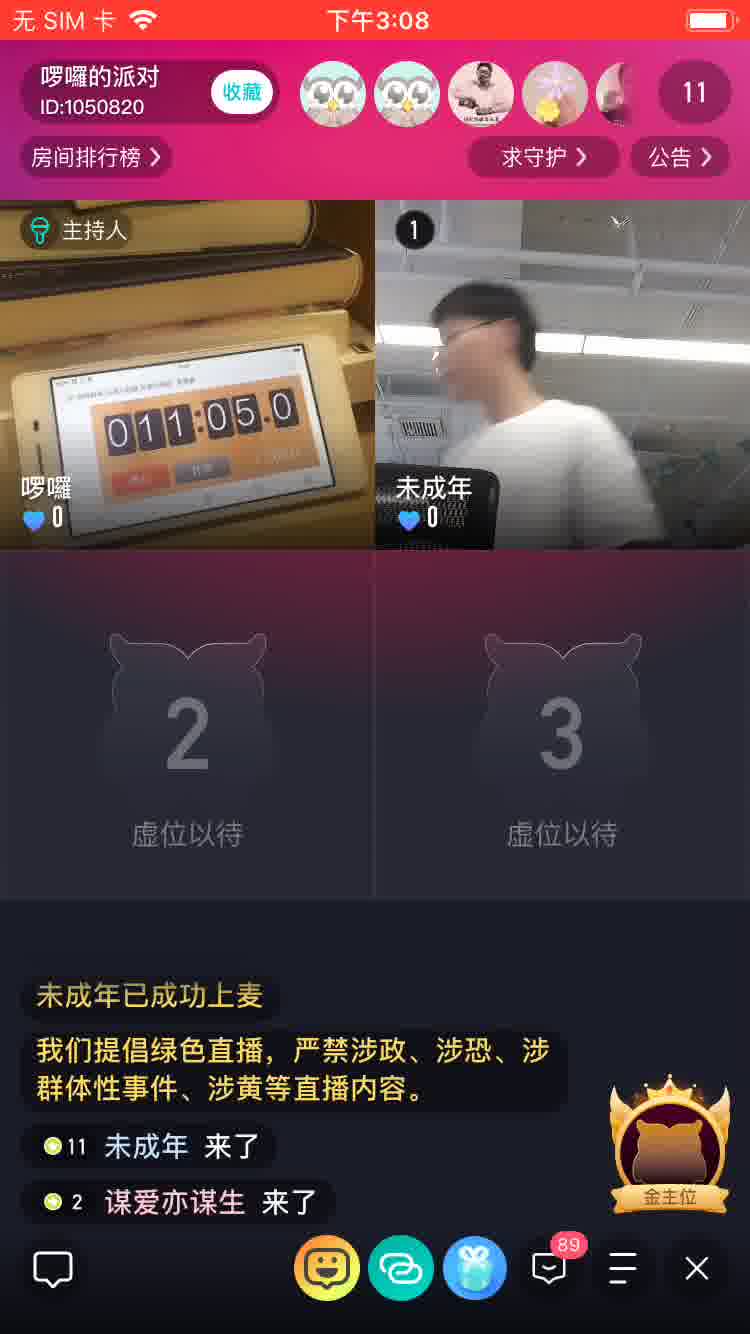 无 SIM 卡
下午3:08
啰囉的派对
ID:1050820
收藏
11
房间排行榜
求守护
公告
主持人
1
011:05.0
啰囉
0
未成年
0
2
虚位以待
3
虚位以待
未成年已成功上麦
我们提倡绿色直播，严禁涉政、涉恐、涉
群体性事件、涉黄等直播内容。
11 未成年 来了
2 谋爱亦谋生 来了
金主位
89